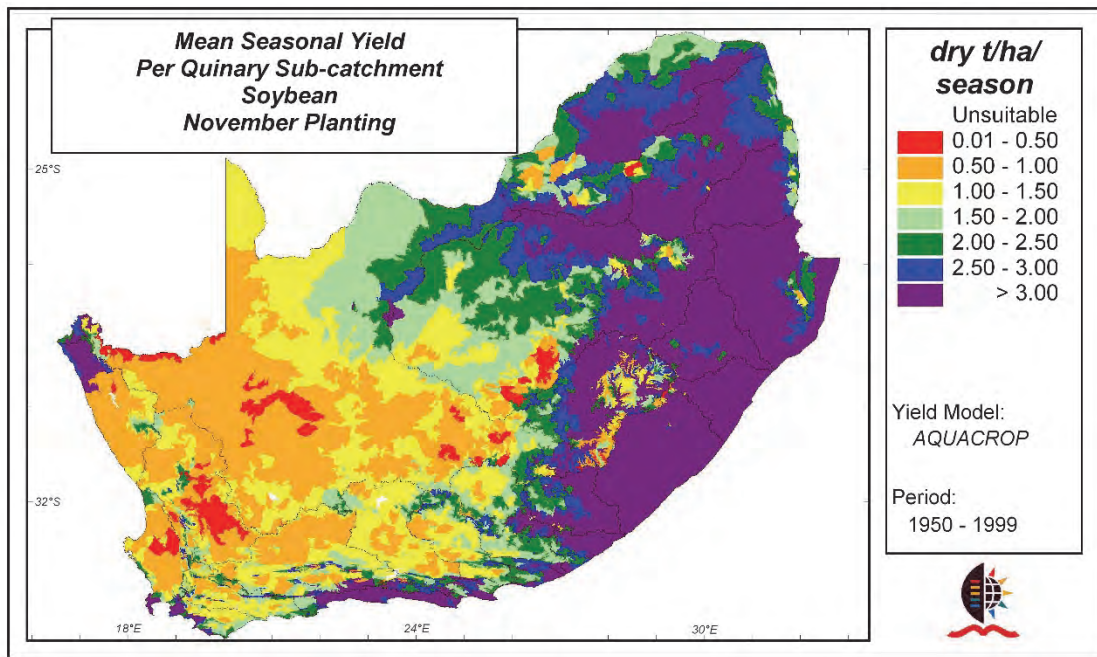 Mean Seasonal Yield
Per Quinary Sub-catchment
Soybean
November Planting
dry t/ha/
season
Unsuitable
0.01 - 0.50
0.50 - 1.00
1.00 - 1.50
1.50 - 2.00
2.00 - 2.50
2.50 - 3.00
> 3.00
Yield Model:
AQUACROP
Period:
1950 - 1999
25°S
32°S
18°E
24°E
30°E